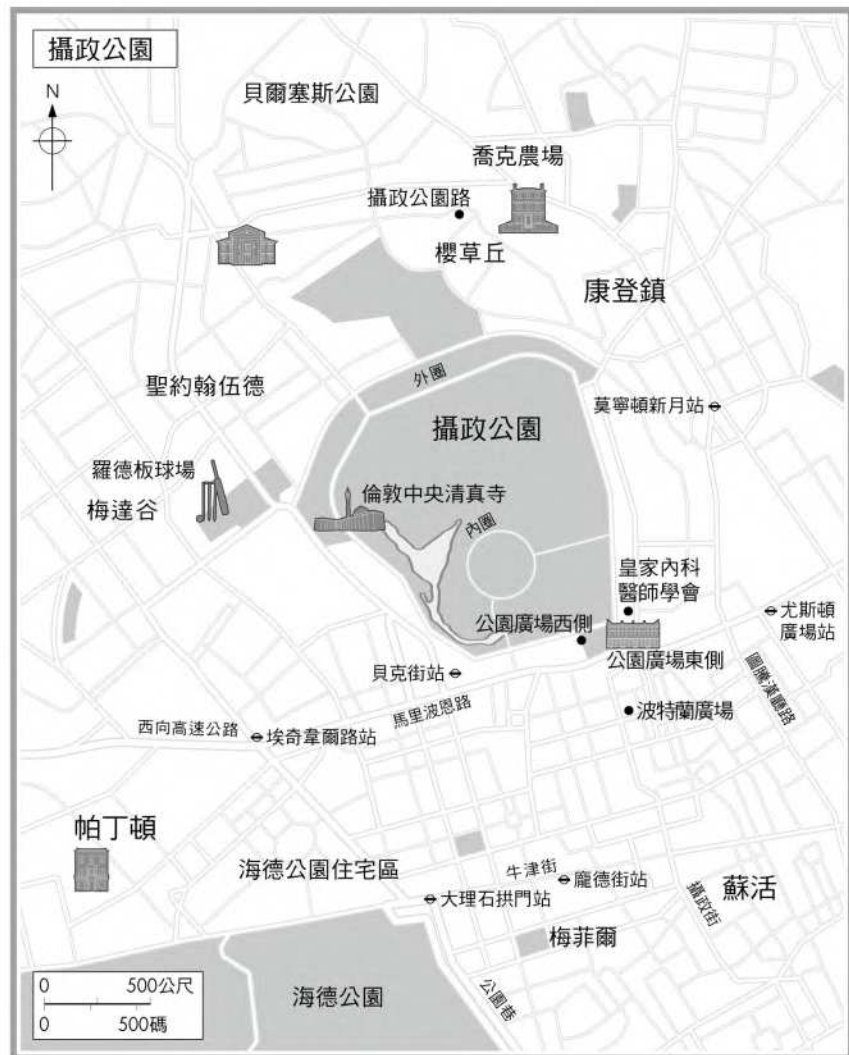 攝政公園
N
貝爾塞斯公園
喬克農場
攝政公園路
櫻草丘
康登鎮
外圈
聖約翰伍德
莫寧頓新月站
攝政公園
羅德板球場
梅達谷
倫敦中央清真寺
內圈
皇家內科
醫師學會
尤斯頓
廣場站
公園廣場西側
公園廣場東側
貝克街站
圖騰漢廳路
馬里波恩路
波特蘭廣場
西向高速公路
埃奇韋爾路站
帕丁頓
海德公園住宅區
牛津街
龐德街站
大理石拱門站
蘇活
攝政街
梅菲爾
公園巷
海德公園
0 500公尺
0 500碼